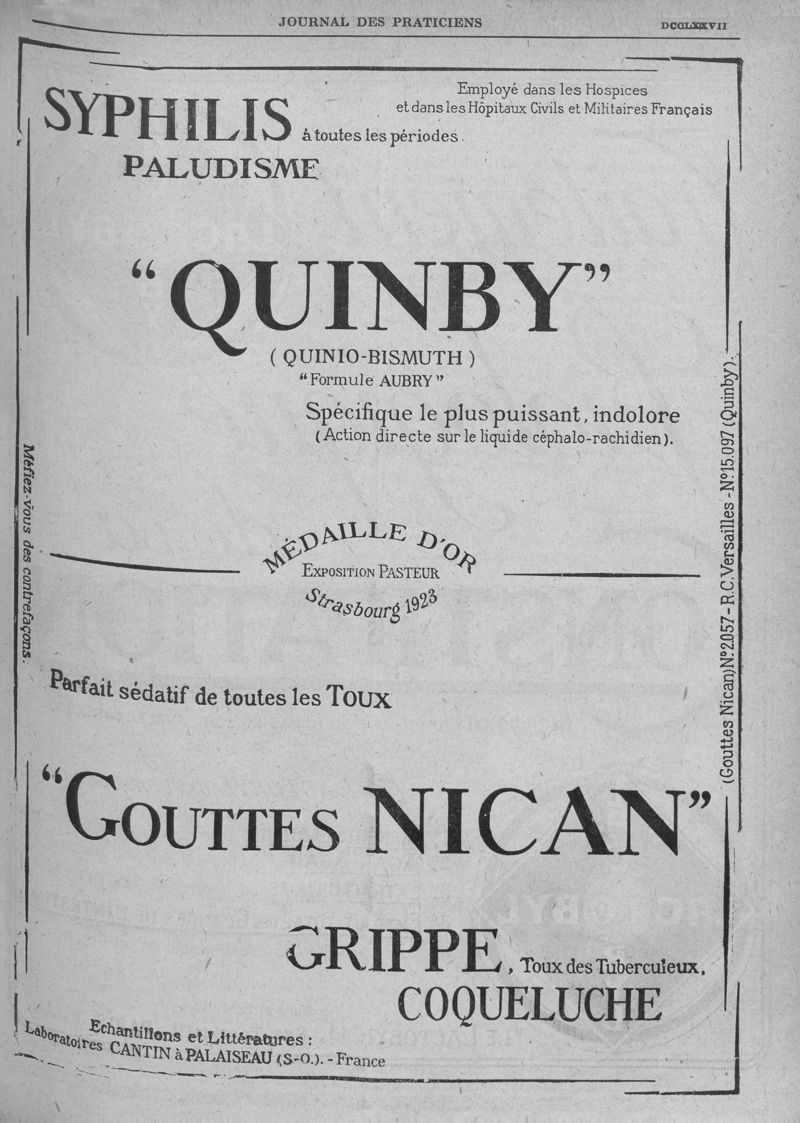 JOURNAL DES PRATICIENS
DCCLXXVII
SYPHILIS à toutes les périodes.
PALUDISME
Employé dans les Hospices
et dans les Hôpitaux Civils et Militaires Français
"QUINBY"
(QUINIO-BISMUTH)
"Formule AUBRY"
Spécifique le plus puissant, indolore
(Action directe sur le liquide céphalo-rachidien).
Méfiez-vous des contrefaçons.
(Gouttes Nican) N°2.057 - R.C. Versailles - N°15.097 (Quinby).
MÉDAILLE D'OR
EXPOSITION PASTEUR
Strasbourg 1923
Parfait sédatif de toutes les TOUX
"GOUTTES NICAN"
GRIPPE, Toux des Tuberculeux,
COQUELUCHE
Echantillons et Littératures :
Laboratoires CANTIN à PALAISEAU (S-O.). - France